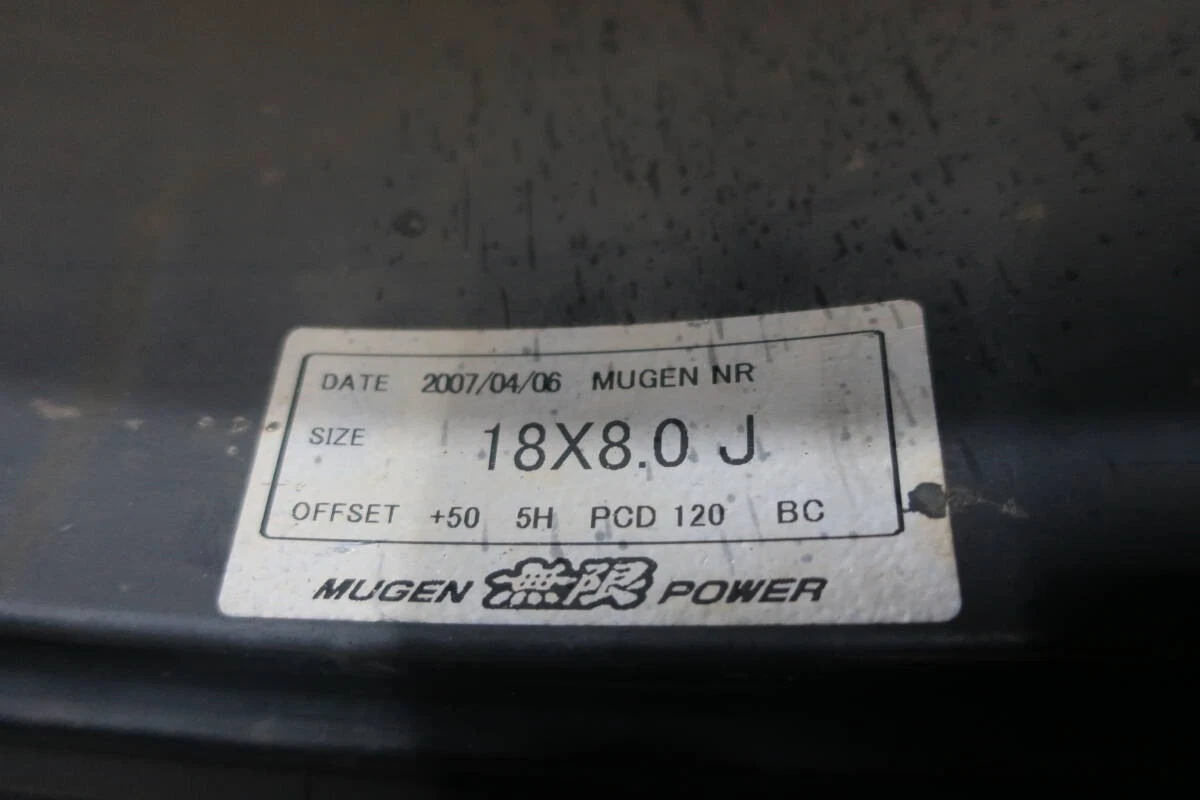 DATE 2007/04/06 MUGEN NR
SIZE 18X8.0 J
OFFSET +50 5H PCD 120 BC
MUGEN 無限 POWER